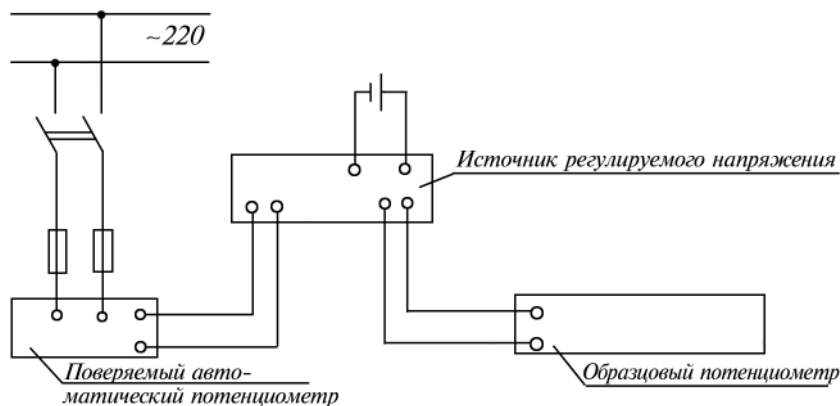 ~220
Источник регулируемого напряжения
Поверяемый авто-
матический потенциометр
Образцовый потенциометр